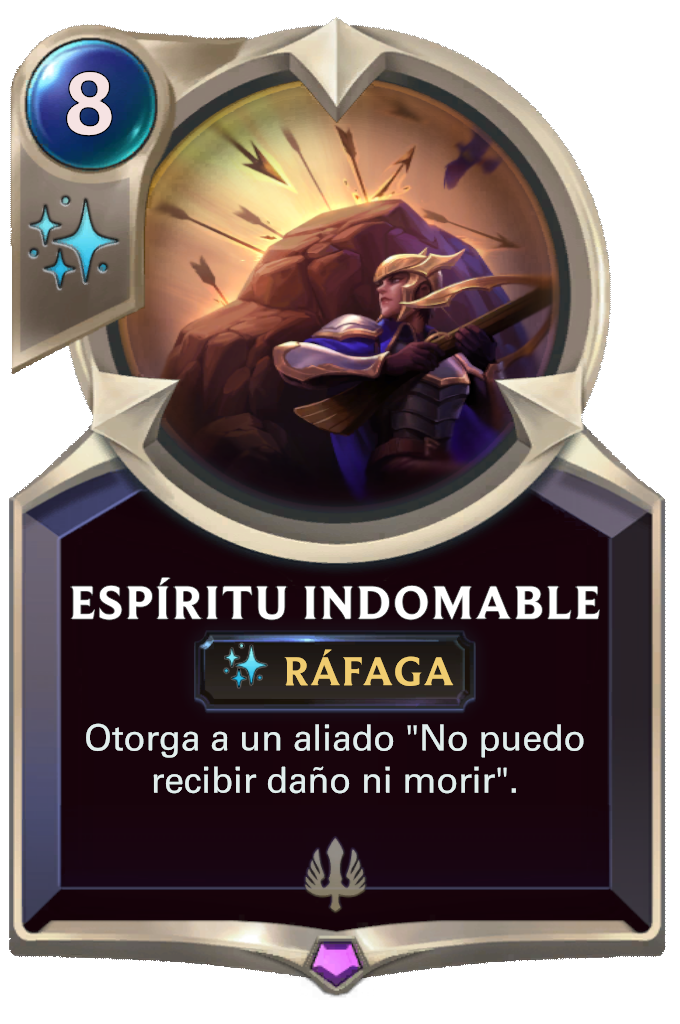 8
ESPÍRITU INDOMABLE
RÁFAGA
Otorga a un aliado "No puedo
recibir daño ni morir".